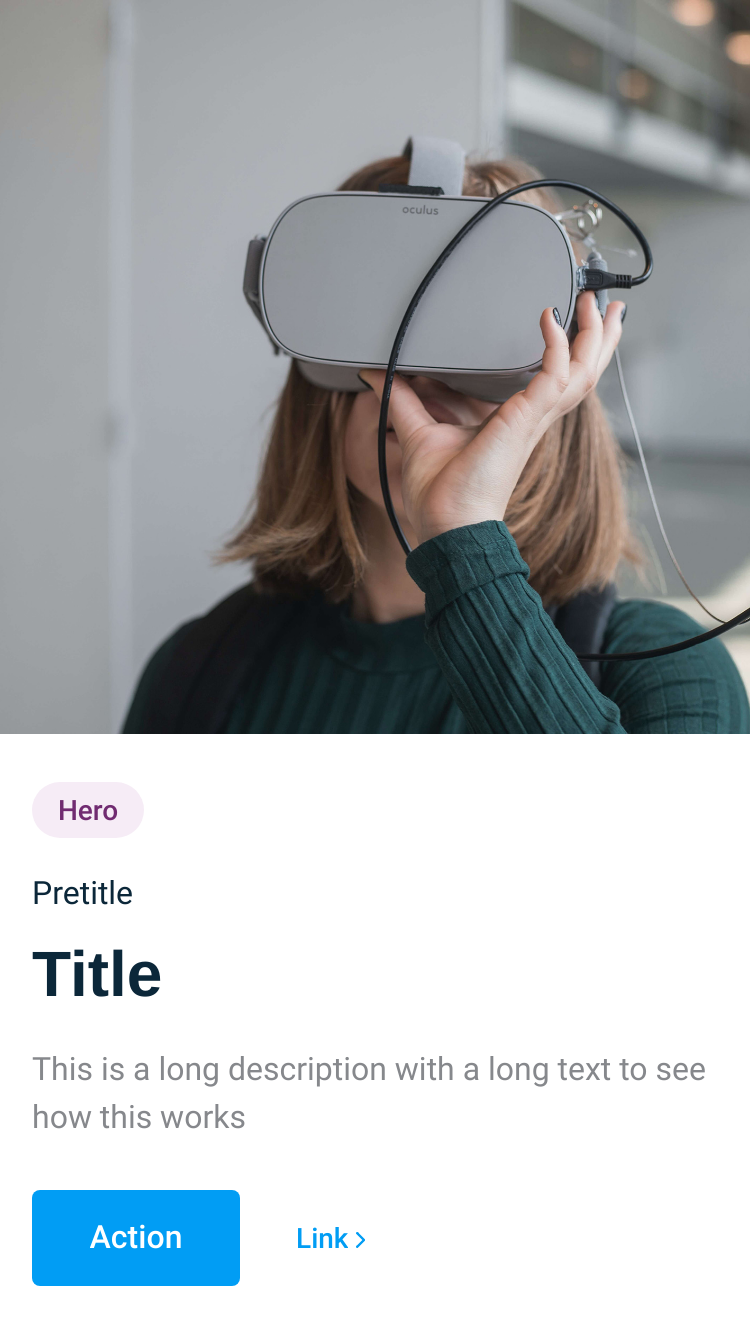 oculus
Hero
Pretitle
Title
This is a long description with a long text to see
how this works
Action
Link